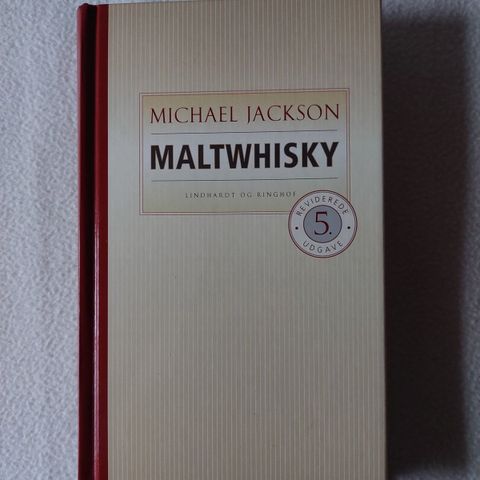 MICHAEL JACKSON
MALTWHISKY
LINDHARDT OG RINGHOF
REVIDEREDE
5.
UDGAVE